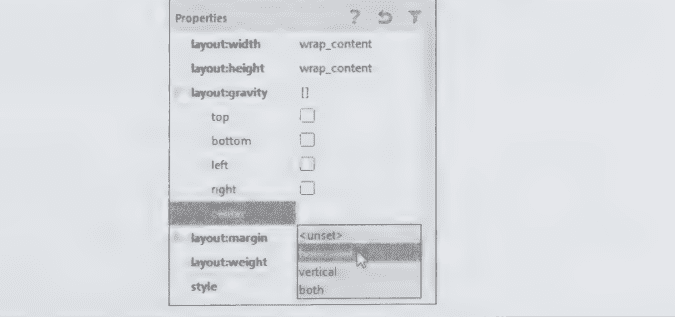 Properties ?
layout:width wrap_content
layout:height wrap_content
layout:gravity []
top
bottom
left
right
layout:margin <unset>
layout:weight
vertical
style both